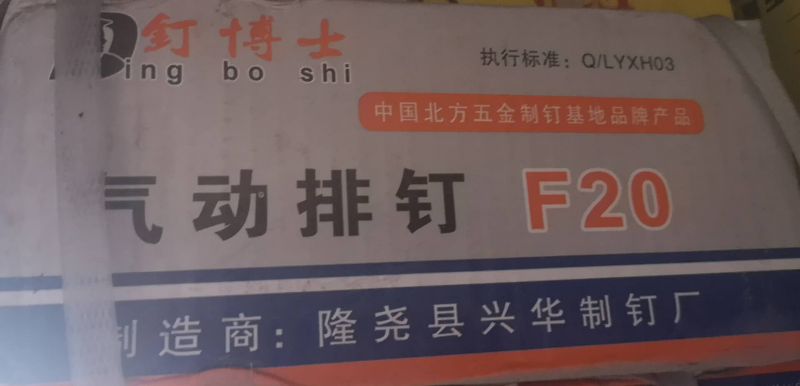 釘博士
ing bo shi
执行标准：Q/LYXH03
中国北方五金制钉基地品牌产品
气动排钉 F20
制造商：隆尧县兴华制钉厂